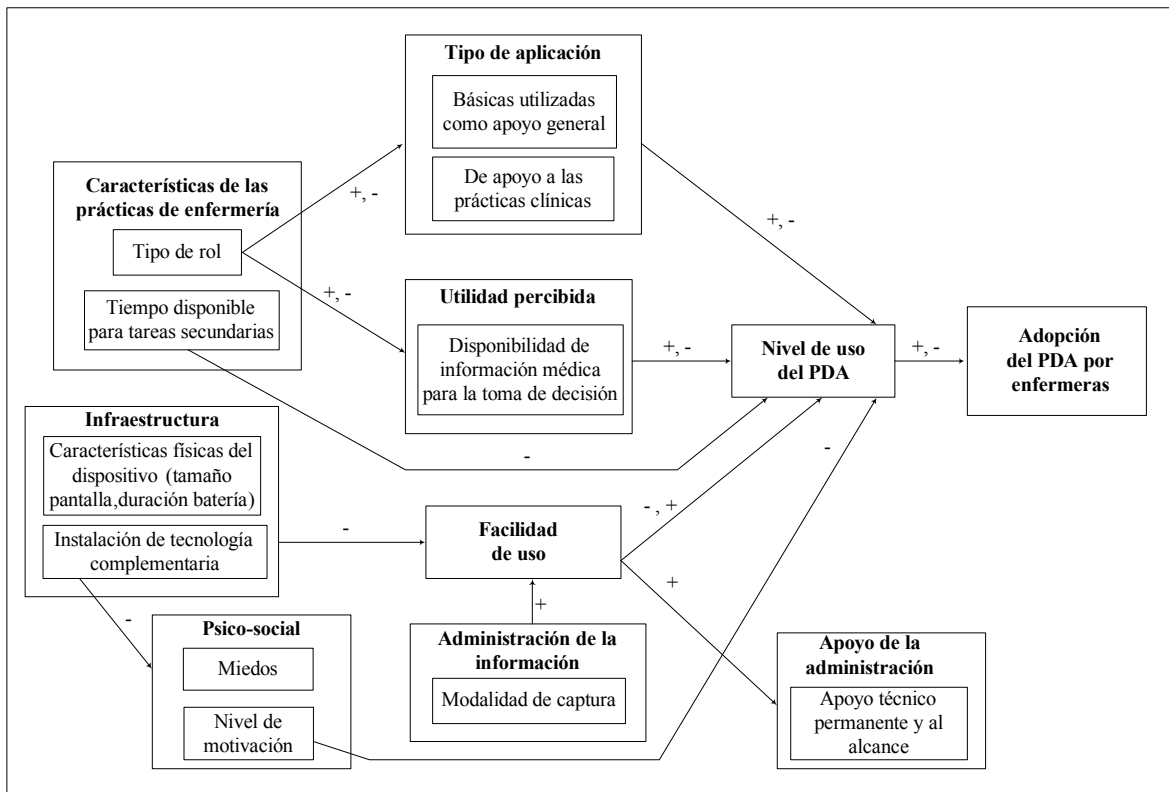 Tipo de aplicación
Básicas utilizadas
como apoyo general
De apoyo a las
prácticas clínicas
Características de las
prácticas de enfermería
Tipo de rol
Tiempo disponible
para tareas secundarias
+, -
+, -
+, -
Utilidad percibida
Disponibilidad de
información médica
para la toma de decisión
+, -
Nivel de uso
del PDA
+, -
Adopción
del PDA por
enfermeras
-
-
Infraestructura
Características físicas del
dispositivo (tamaño
pantalla,duración batería)
Instalación de tecnología
complementaria
-
Facilidad
de uso
- , +
+
-
+
Psico-social
Miedos
Nivel de
motivación
Administración de la
información
Modalidad de captura
Apoyo de la
administración
Apoyo técnico
permanente y al
alcance